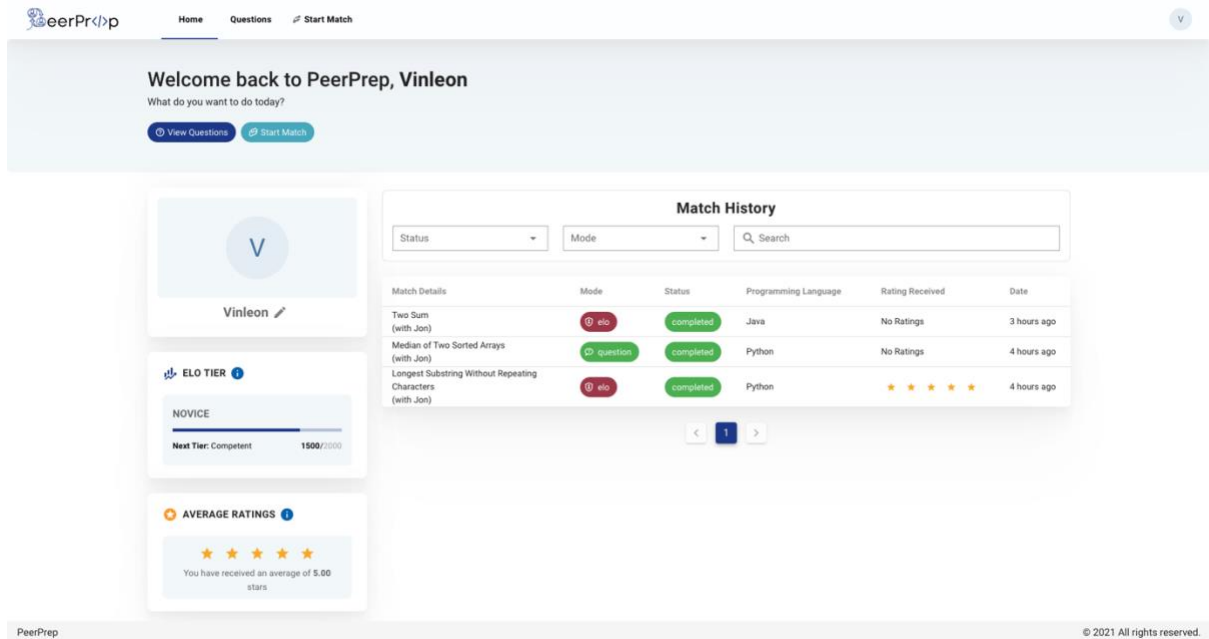 PeerPr</>p
Home Questions Start Match
V
Welcome back to PeerPrep, Vinleon
What do you want to do today?
View Questions Start Match
V
Vinleon
ELO TIER
NOVICE
Next Tier: Competent 1500/2000
AVERAGE RATINGS
You have received an average of 5.00
stars
Match History
Status Mode Search
Match Details Mode Status Programming Language Rating Received Date
Two Sum
(with Jon) elo completed Java No Ratings 3 hours ago
Median of Two Sorted Arrays
(with Jon) question completed Python No Ratings 4 hours ago
Longest Substring Without Repeating
Characters
(with Jon) elo completed Python 4 hours ago
1
PeerPrep © 2021 All rights reserved.